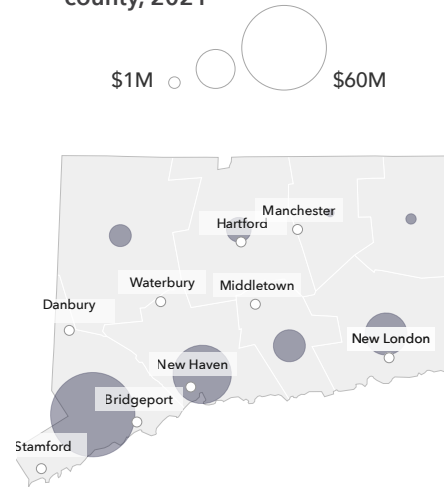 county, 2021
$1M
$60M
Manchester
Hartford
Waterbury
Middletown
Danbury
New London
New Haven
Bridgeport
Stamford